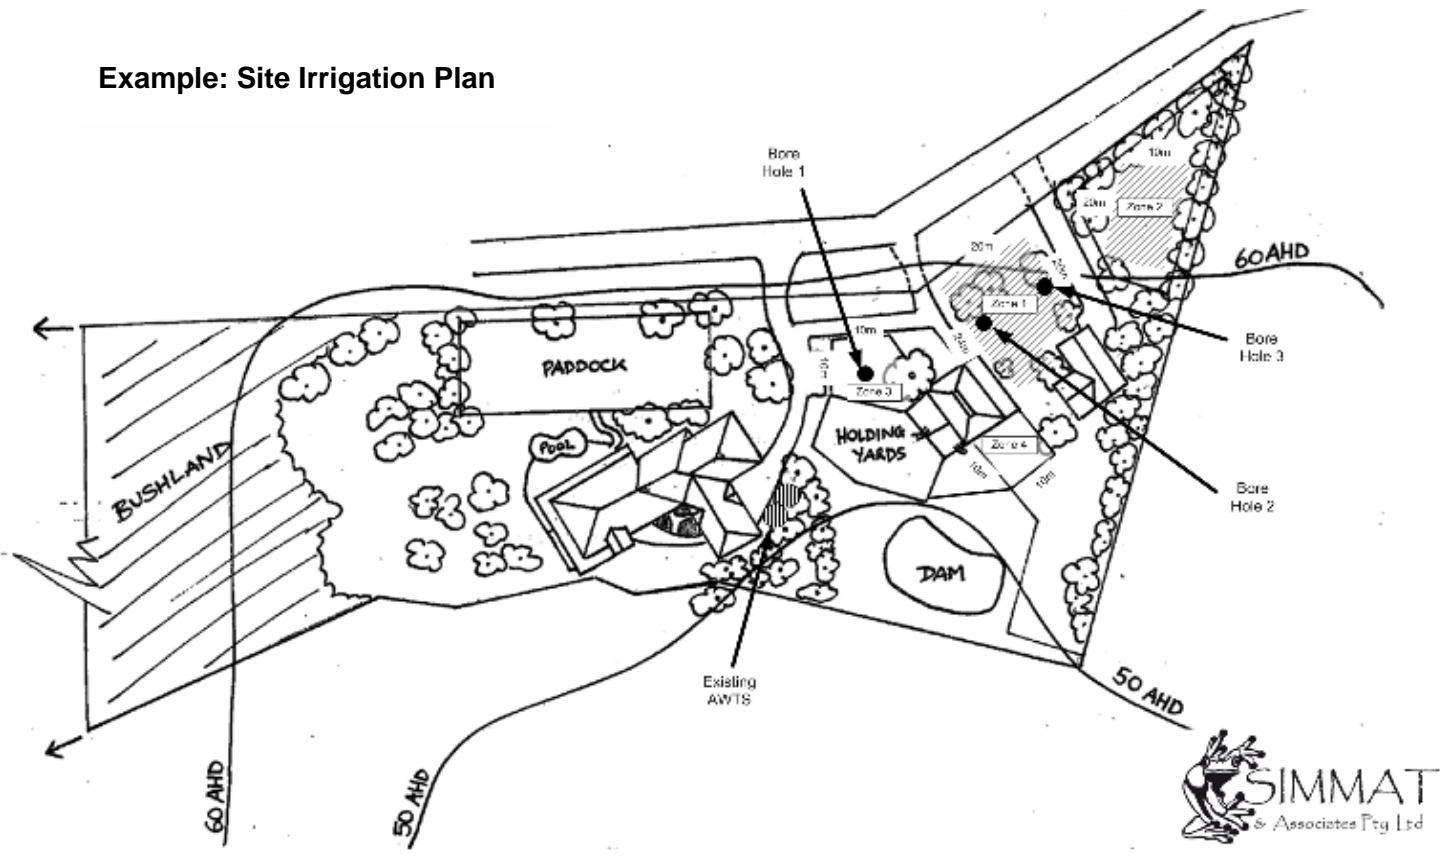 Example: Site Irrigation Plan
Bore
Hole 1
10m
20m
Zone 2
20m
60 AHD
20m
Zone 1
10m
20m
Bore
Hole 3
PADDOCK
10m
Zone 3
HOLDING
YARDS
Zone 4
POOL
10m
10m
Bore
Hole 2
BUSHLAND
DAM
Existing
AWTS
50 AHD
60 AHD
50 AHD
SIMMAT
& Associates Pty Ltd